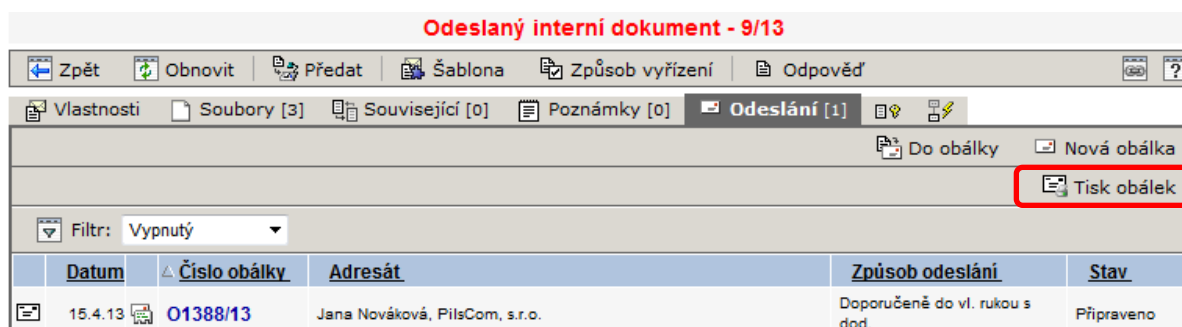 Odeslaný interní dokument - 9/13
Zpět Obnovit Předat Šablona Způsob vyřízení Odpověď ?
Vlastnosti Soubory [3] Související [0] Poznámky [0] Odeslání [1]
Do obálky Nová obálka
Tisk obálek
Filtr: Vypnutý
Datum Číslo obálky Adresát Způsob odeslání Stav
15.4.13 O1388/13 Jana Nováková, PilsCom, s.r.o. Doporučeně do vl. rukou s Připraveno
dod.